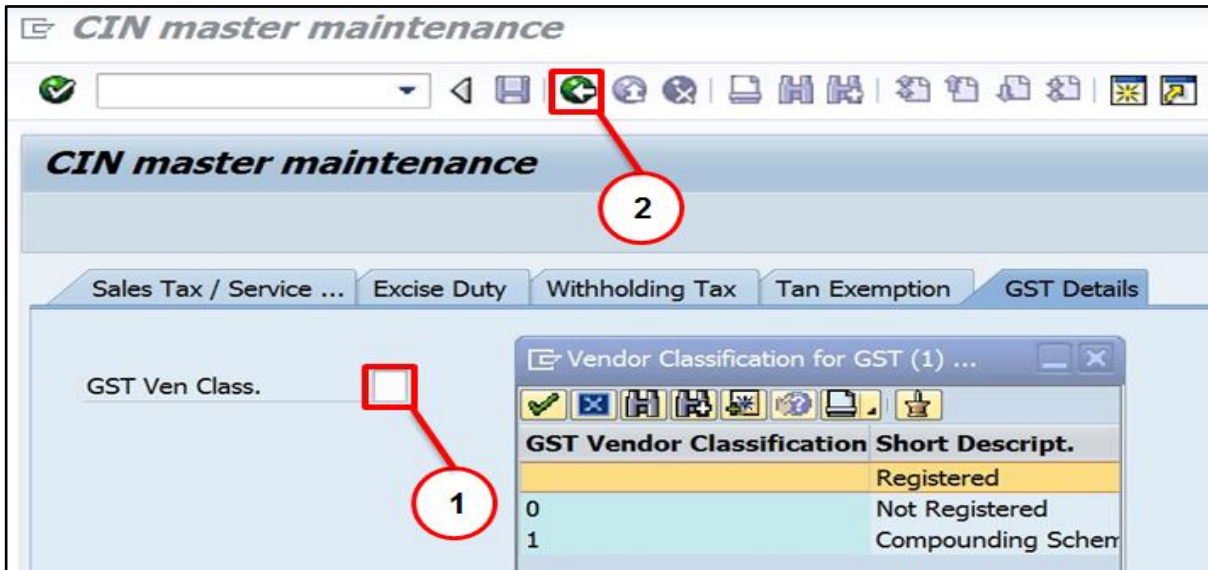 CIN master maintenance
CIN master maintenance
2
Sales Tax / Service ... Excise Duty Withholding Tax Tan Exemption GST Details
Vendor Classification for GST (1) ...
GST Ven Class.
GST Vendor Classification Short Descript.
Registered
0 Not Registered
1
1 Compounding Schem